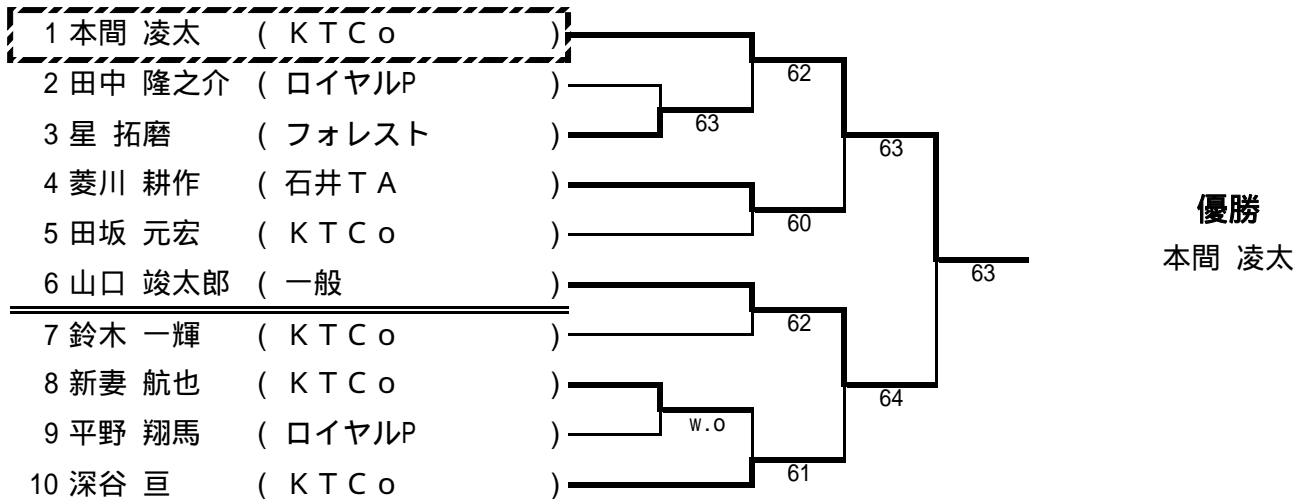 1 本間 凌太 ( ＫＴＣｏ )
2 田中 隆之介 ( ロイヤルP )
3 星 拓磨 ( フォレスト )
4 菱川 耕作 ( 石井ＴＡ )
5 田坂 元宏 ( ＫＴＣｏ )
6 山口 竣太郎 ( 一般 )
7 鈴木 一輝 ( ＫＴＣｏ )
8 新妻 航也 ( ＫＴＣｏ )
9 平野 翔馬 ( ロイヤルP )
10 深谷 亘 ( ＫＴＣｏ )
63
w.o
62
60
62
61
63
64
63
優勝
本間 凌太